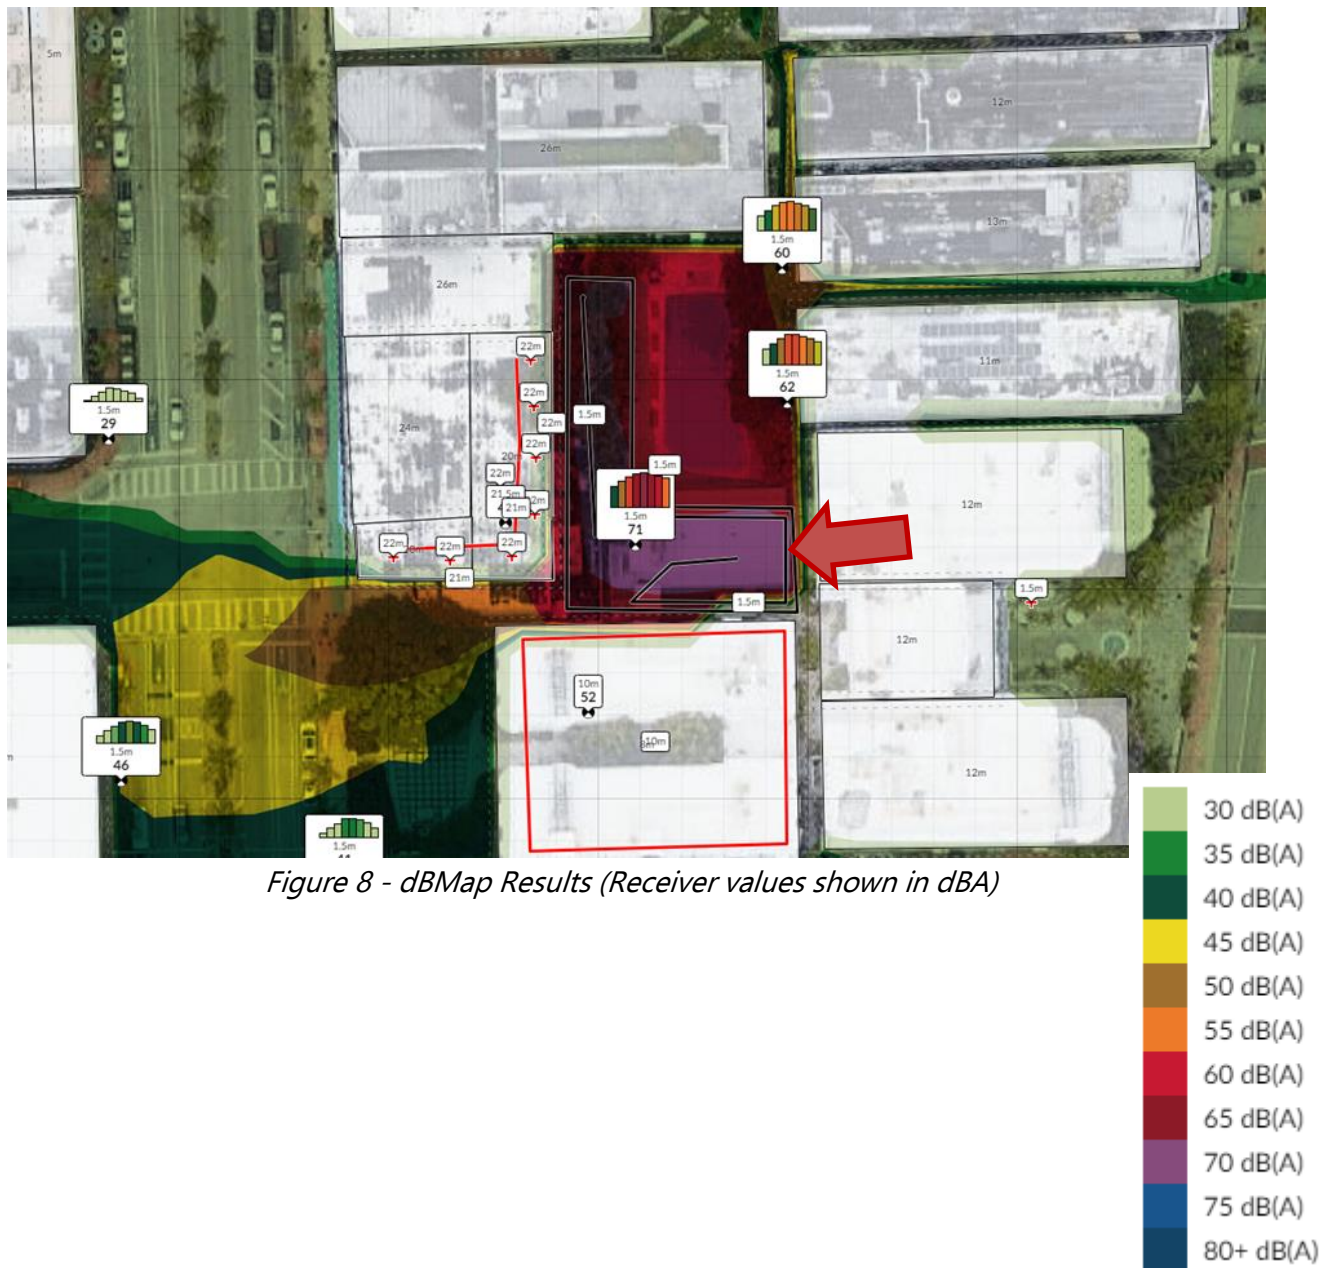 5m
12m
26m
13m
1.5m
60
26m
22m
11m
1.5m
62
1.5m
29
22m
22m
1.5m
24m
22m
20m
1.5m
22m
21.5m
21m
12m
1.5m
71
22m
22m
22m
21m
1.5m
1.5m
12m
10m
52
10m
1.5m
46
12m
1.5m
Figure 8 - dBMap Results (Receiver values shown in dBA)
30 dB(A)
35 dB(A)
40 dB(A)
45 dB(A)
50 dB(A)
55 dB(A)
60 dB(A)
65 dB(A)
70 dB(A)
75 dB(A)
80+ dB(A)